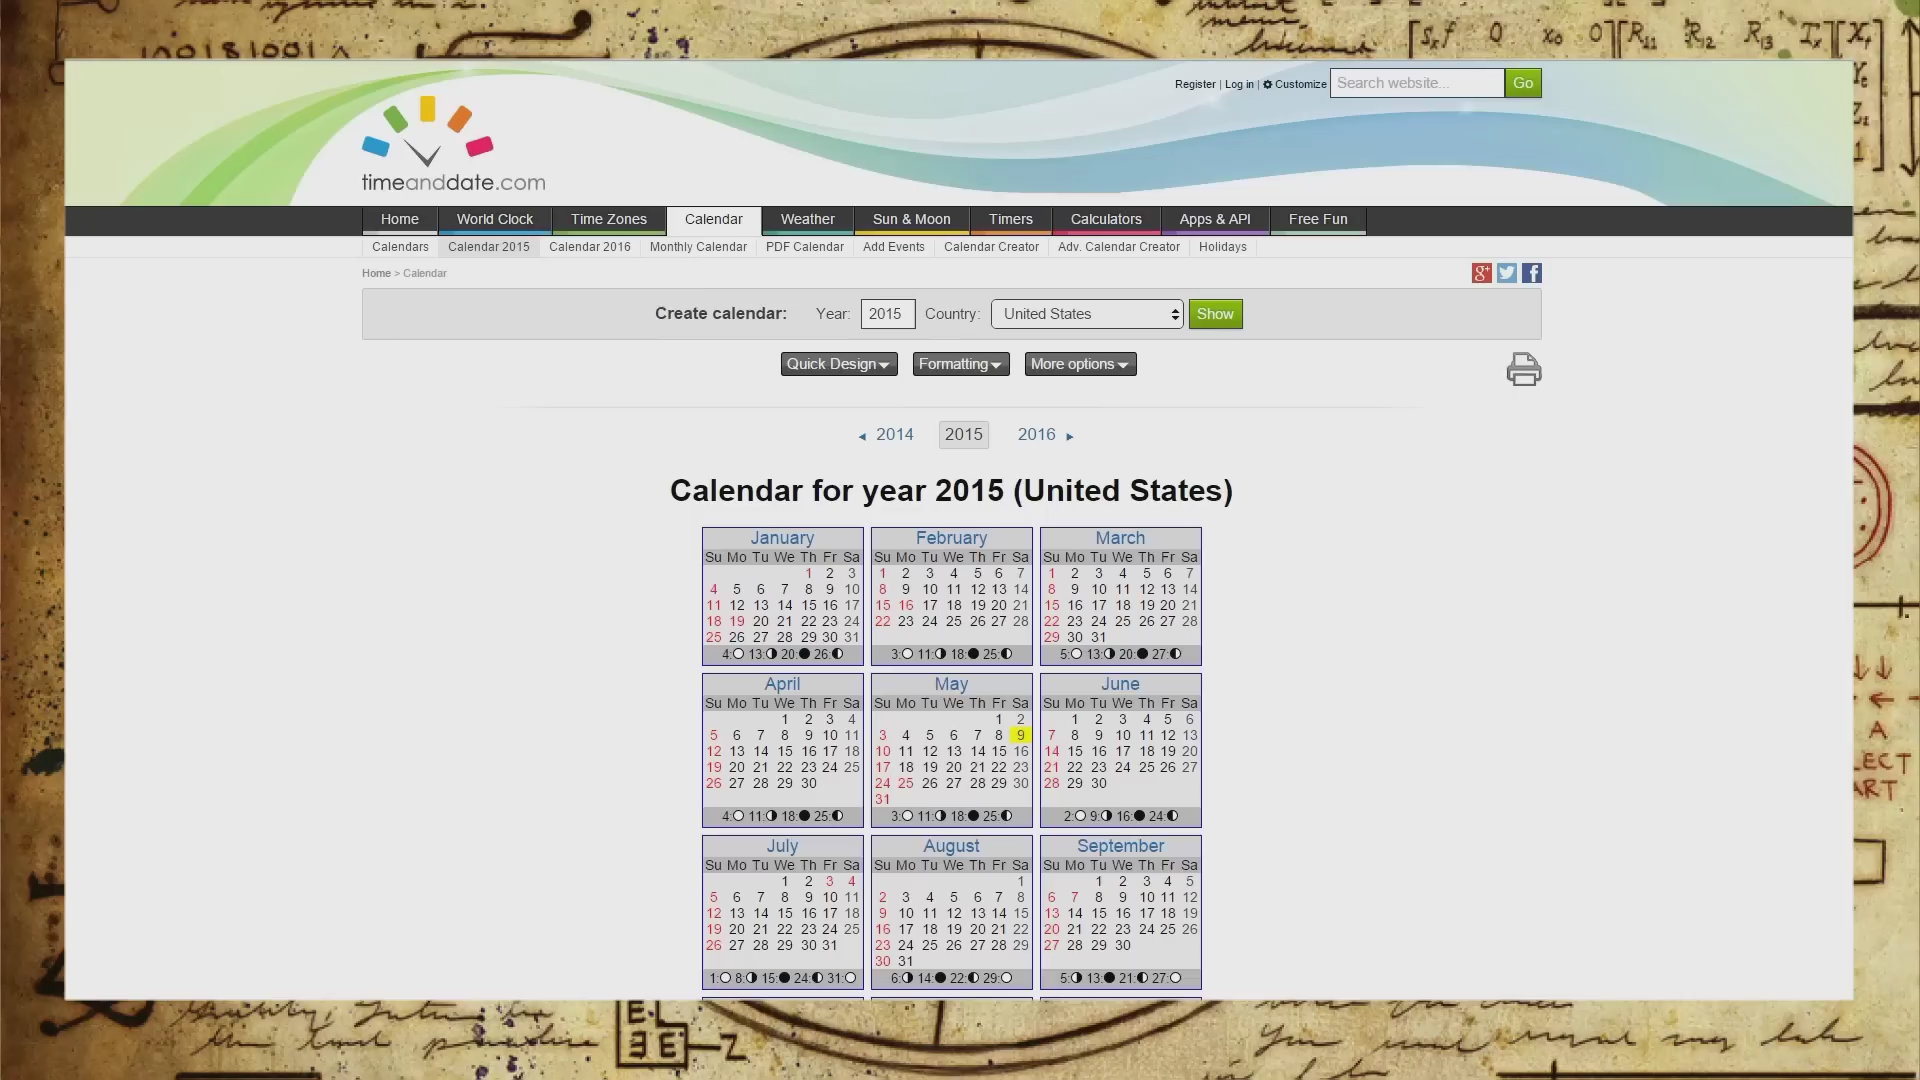 100181001
[Sxf 0 x0 0][R11 R12 R13 Tx][X
Register | Log in | Customize Search website... Go
timeanddate.com
Home World Clock Time Zones Calendar Weather Sun & Moon Timers Calculators Apps & API Free Fun
Calendars Calendar 2015 Calendar 2016 Monthly Calendar PDF Calendar Add Events Calendar Creator Adv. Calendar Creator Holidays
Home > Calendar
Create calendar: Year: 2015 Country: United States Show
Quick Design Formatting More options
◂ 2014 2015 2016 ▸
Calendar for year 2015 (United States)
January
Su Mo Tu We Th Fr Sa
1 2 3
4 5 6 7 8 9 10
11 12 13 14 15 16 17
18 19 20 21 22 23 24
25 26 27 28 29 30 31
4:○ 13:◑ 20:● 26:◐
February
Su Mo Tu We Th Fr Sa
1 2 3 4 5 6 7
8 9 10 11 12 13 14
15 16 17 18 19 20 21
22 23 24 25 26 27 28
3:○ 11:◑ 18:● 25:◐
March
Su Mo Tu We Th Fr Sa
1 2 3 4 5 6 7
8 9 10 11 12 13 14
15 16 17 18 19 20 21
22 23 24 25 26 27 28
29 30 31
5:○ 13:◑ 20:● 27:◐
April
Su Mo Tu We Th Fr Sa
1 2 3 4
5 6 7 8 9 10 11
12 13 14 15 16 17 18
19 20 21 22 23 24 25
26 27 28 29 30
4:○ 11:◑ 18:● 25:◐
May
Su Mo Tu We Th Fr Sa
1 2
3 4 5 6 7 8 9
10 11 12 13 14 15 16
17 18 19 20 21 22 23
24 25 26 27 28 29 30
31
3:○ 11:◑ 18:● 25:◐
June
Su Mo Tu We Th Fr Sa
1 2 3 4 5 6
7 8 9 10 11 12 13
14 15 16 17 18 19 20
21 22 23 24 25 26 27
28 29 30
2:○ 9:◑ 16:● 24:◐
July
Su Mo Tu We Th Fr Sa
1 2 3 4
5 6 7 8 9 10 11
12 13 14 15 16 17 18
19 20 21 22 23 24 25
26 27 28 29 30 31
1:○ 8:◑ 15:● 24:◐ 31:○
August
Su Mo Tu We Th Fr Sa
1
2 3 4 5 6 7 8
9 10 11 12 13 14 15
16 17 18 19 20 21 22
23 24 25 26 27 28 29
30 31
6:◑ 14:● 22:◐ 29:○
September
Su Mo Tu We Th Fr Sa
1 2 3 4 5
6 7 8 9 10 11 12
13 14 15 16 17 18 19
20 21 22 23 24 25 26
27 28 29 30
5:◑ 13:● 21:◐ 27:○
A